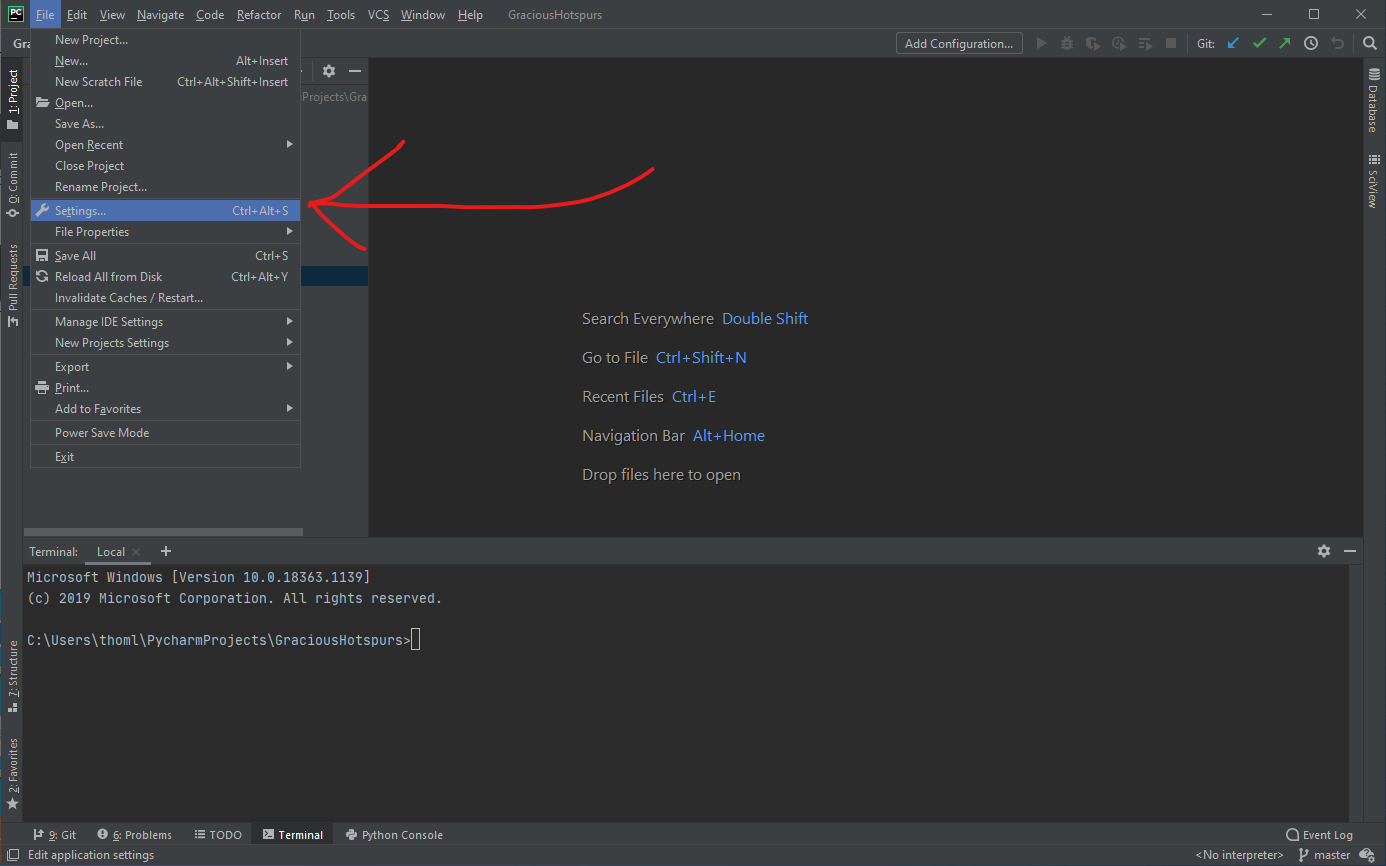 PC File Edit View Navigate Code Refactor Run Tools VCS Window Help GraciousHotspurs
Gra Add Configuration... Git:
New Project...
New... Alt+Insert
New Scratch File Ctrl+Alt+Shift+Insert
Open... Projects\Gra
Save As...
Open Recent
Close Project
Rename Project...
Settings... Ctrl+Alt+S
File Properties
Save All Ctrl+S
Reload All from Disk Ctrl+Alt+Y
Invalidate Caches / Restart...
Manage IDE Settings
New Projects Settings
Export
Print...
Add to Favorites
Power Save Mode
Exit
1: Project
0: Commit
Pull Requests
7: Structure
2: Favorites
Search Everywhere Double Shift
Go to File Ctrl+Shift+N
Recent Files Ctrl+E
Navigation Bar Alt+Home
Drop files here to open
Database
SciView
Terminal: Local
Microsoft Windows [Version 10.0.18363.1139]
(c) 2019 Microsoft Corporation. All rights reserved.
C:\Users\thoml\PycharmProjects\GraciousHotspurs>
9: Git 6: Problems TODO Terminal Python Console Event Log
Edit application settings <No interpreter> master